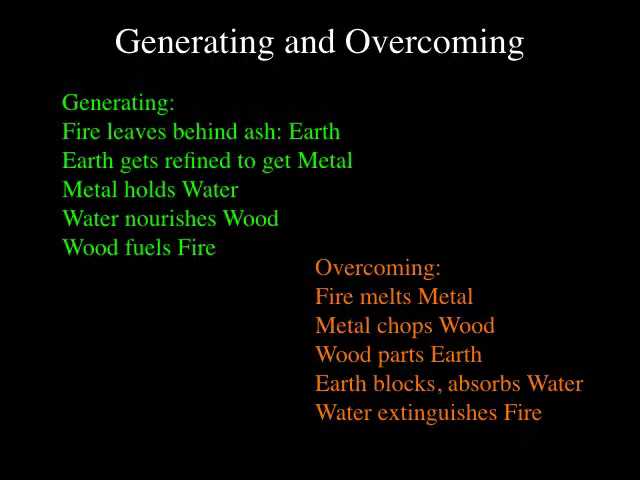 Generating and Overcoming
Generating:
Fire leaves behind ash: Earth
Earth gets refined to get Metal
Metal holds Water
Water nourishes Wood
Wood fuels Fire
Overcoming:
Fire melts Metal
Metal chops Wood
Wood parts Earth
Earth blocks, absorbs Water
Water extinguishes Fire